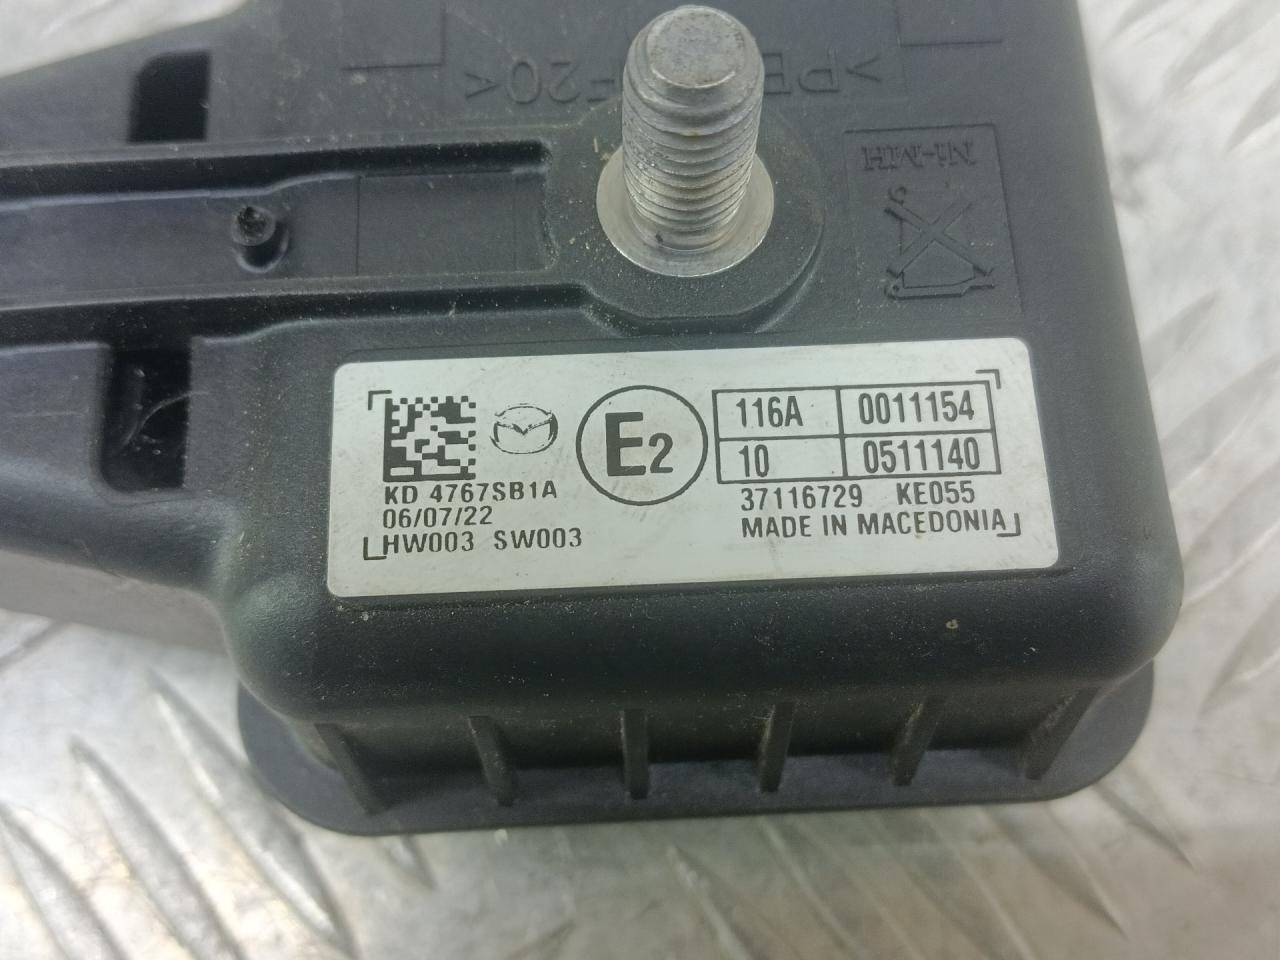 Ni-MH
KD 4767SB1A
06/07/22
HW003 SW003
E2
116A 0011154
10 0511140
37116729 KE055
MADE IN MACEDONIA